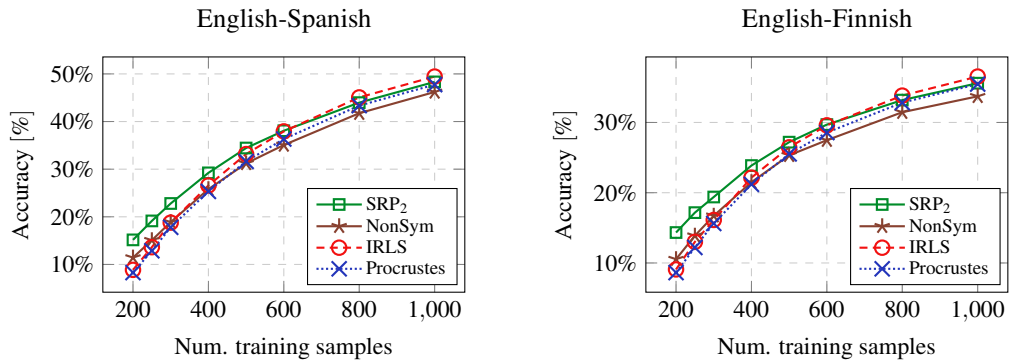 English-Spanish
50%
40%
30%
20%
10%
Accuracy [%]
SRP2
NonSym
IRLS
Procrustes
200 400 600 800 1,000
Num. training samples
English-Finnish
30%
20%
10%
Accuracy [%]
SRP2
NonSym
IRLS
Procrustes
200 400 600 800 1,000
Num. training samples